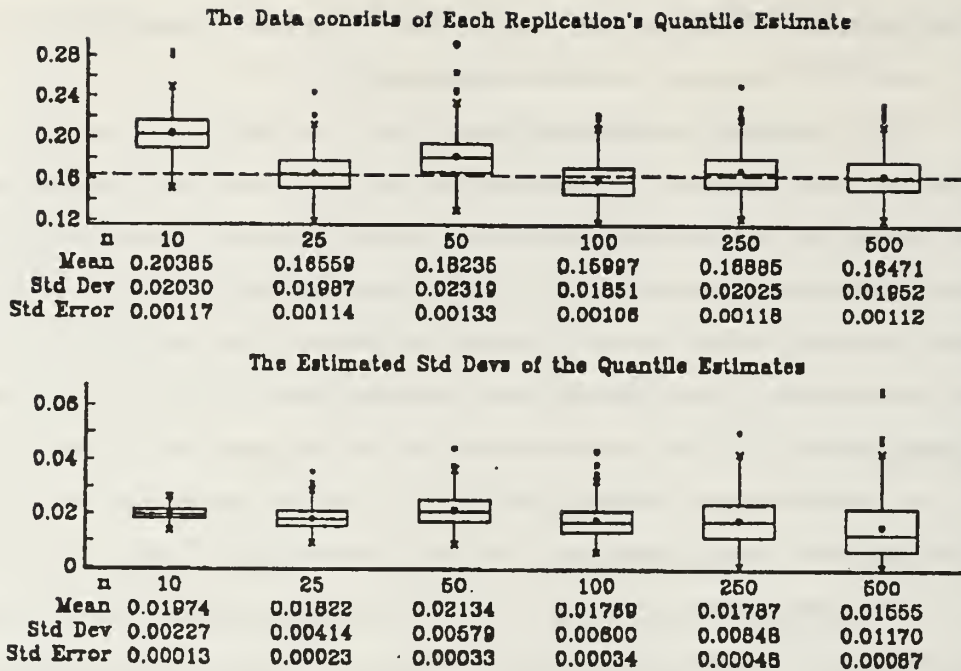 The Data consists of Each Replication's Quantile Estimate
0.28
0.24
0.20
0.16
0.12
n 10 25 50 100 250 500
Mean 0.20385 0.16559 0.18235 0.15997 0.16885 0.16471
Std Dev 0.02030 0.01987 0.02319 0.01851 0.02025 0.01952
Std Error 0.00117 0.00114 0.00133 0.00106 0.00118 0.00112
The Estimated Std Devs of the Quantile Estimates
0.06
0.04
0.02
0
n 10 25 50. 100 250 500
Mean 0.01974 0.01822 0.02134 0.01769 0.01787 0.01555
Std Dev 0.00227 0.00414 0.00579 0.00600 0.00848 0.01170
Std Error 0.00013 0.00023 0.00033 0.00034 0.00048 0.00067